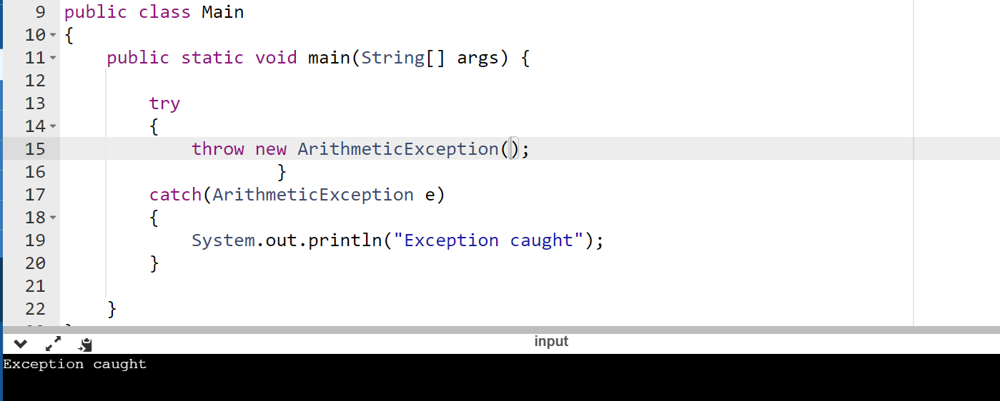 9 public class Main
10 {
11 public static void main(String[] args) {
12
13 try
14 {
15 throw new ArithmeticException();
16 }
17 catch(ArithmeticException e)
18 {
19 System.out.println("Exception caught");
20 }
21
22 }
input
Exception caught